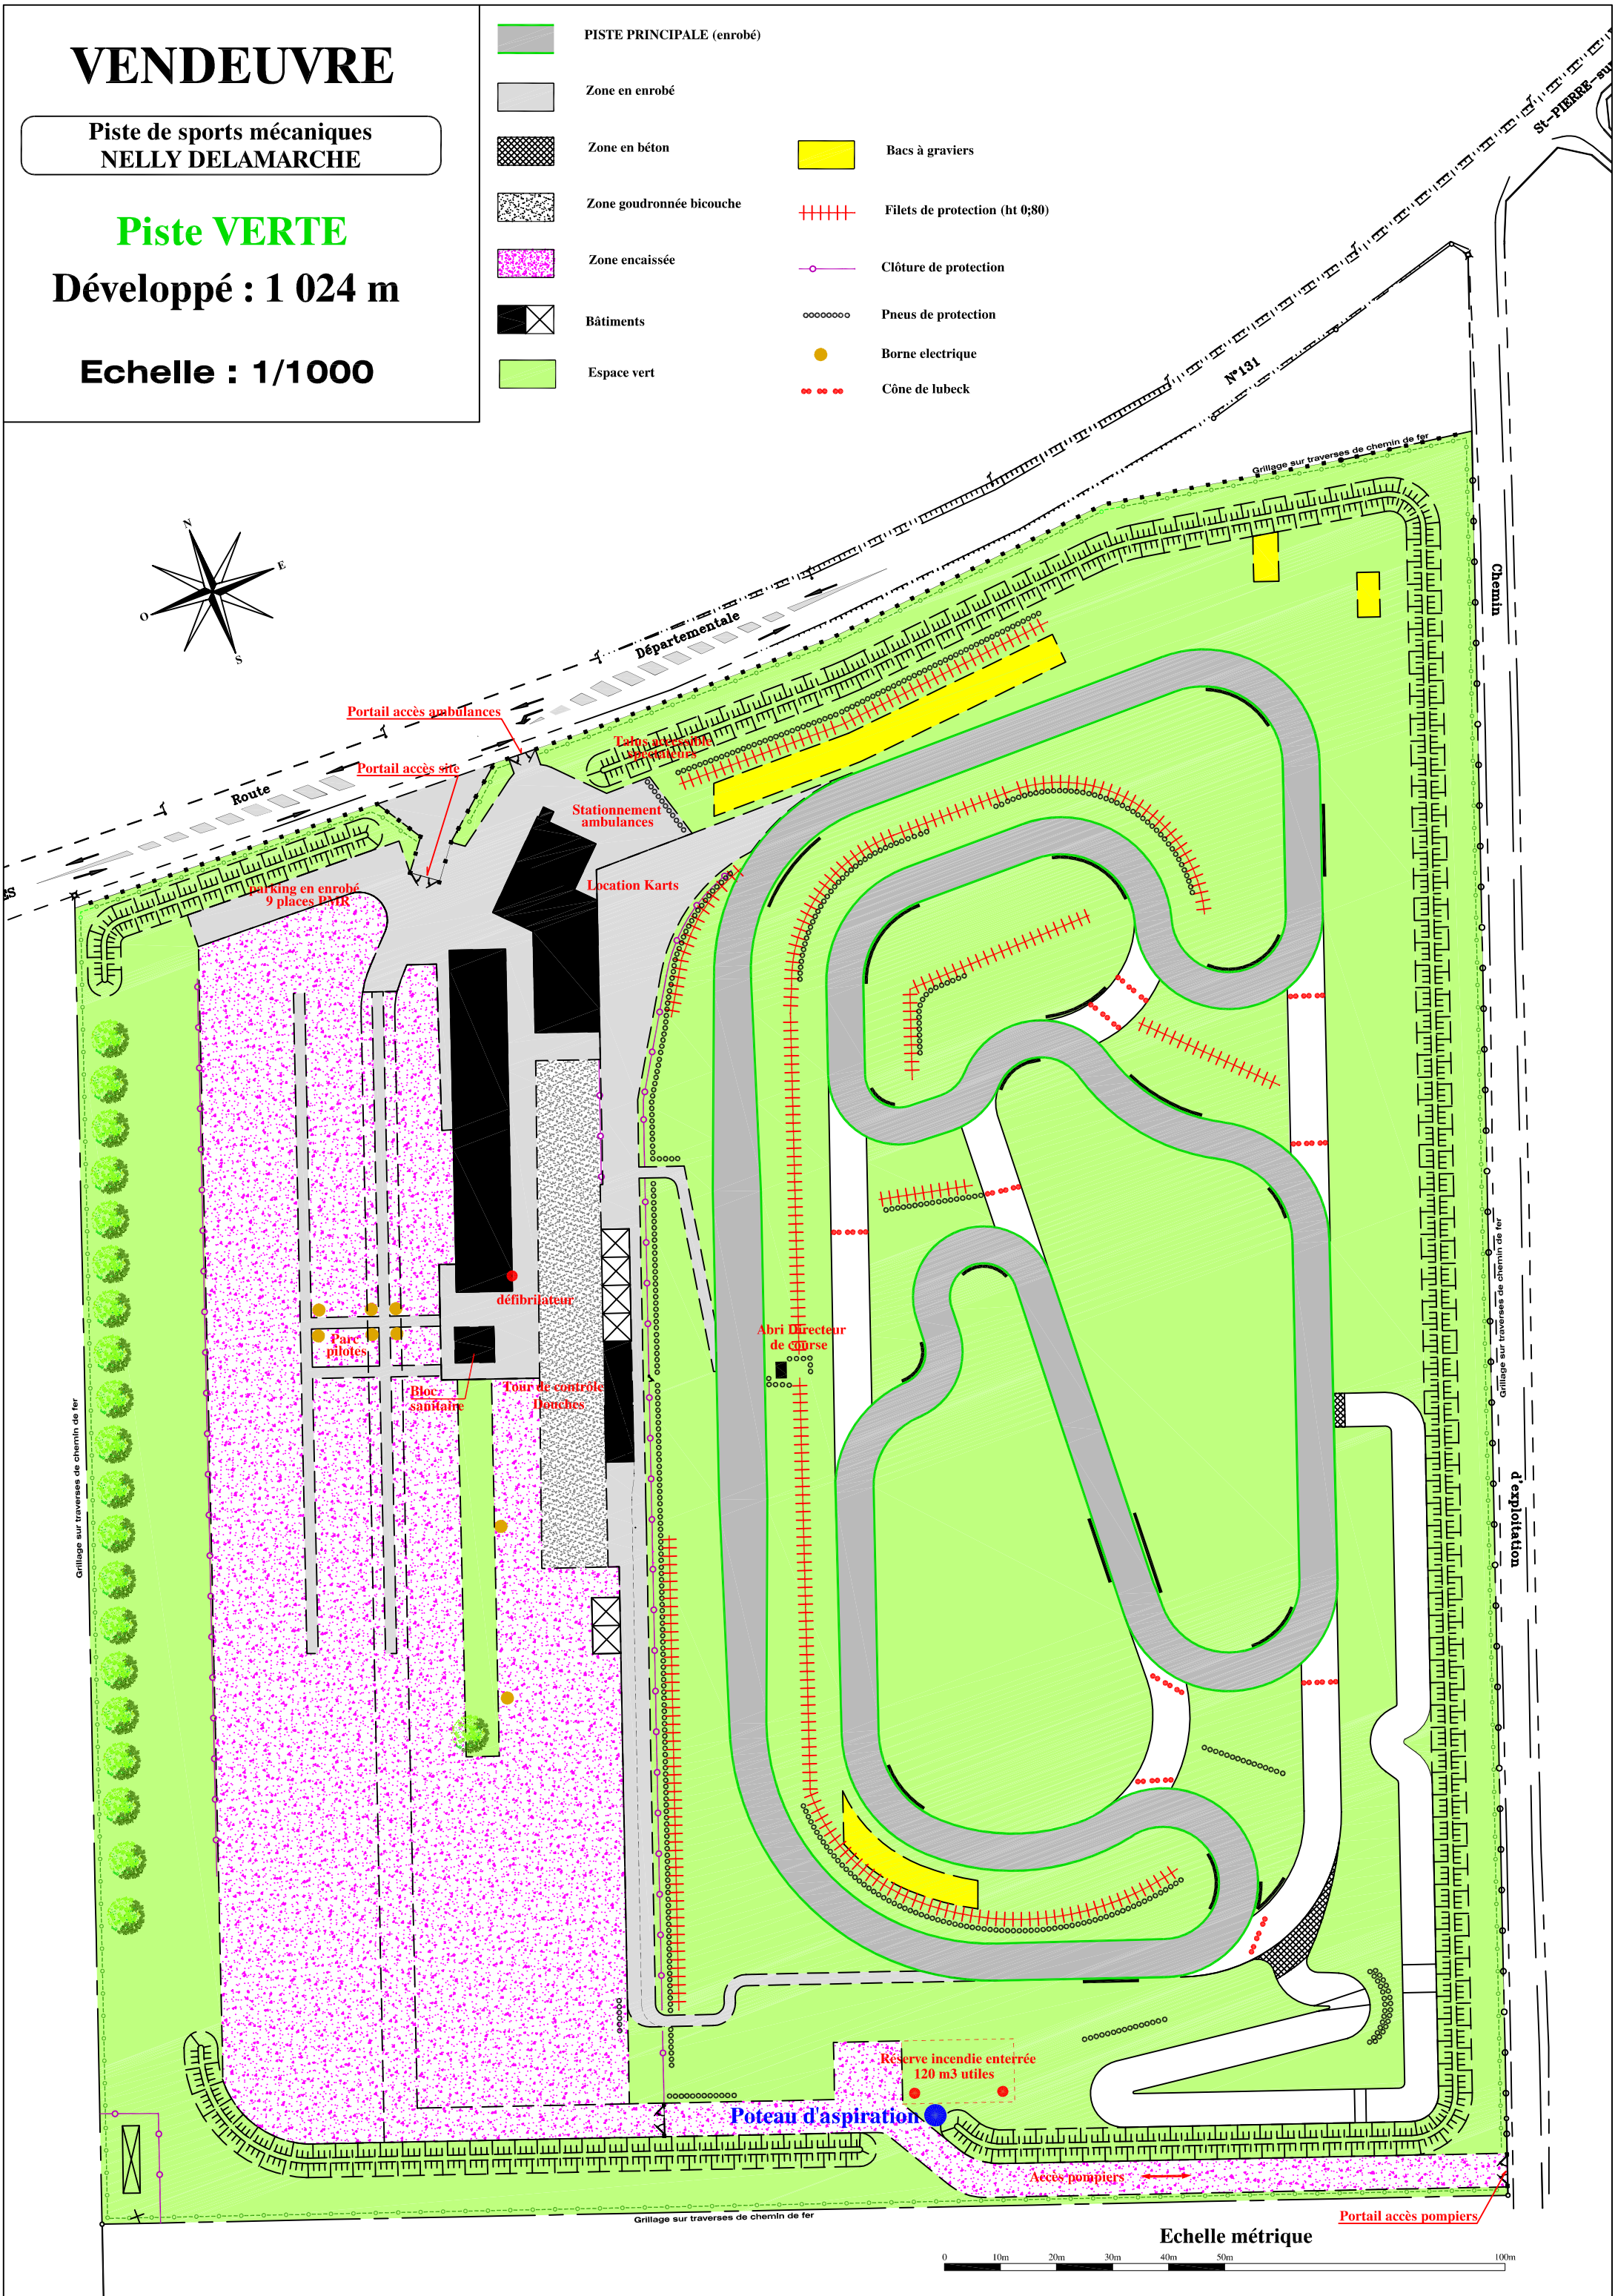 VENDEUVRE
Piste de sports mécaniques
NELLY DELAMARCHE
Piste VERTE
Développé : 1 024 m
Echelle : 1/1000
PISTE PRINCIPALE (enrobé)
Zone en enrobé
Zone en béton
Zone goudronnée bicouche
Zone encaissée
Bâtiments
Espace vert
Bacs à graviers
Filets de protection (ht 0;80)
Clôture de protection
Pneus de protection
Borne electrique
Cône de lubeck
St-PIERRE-sur
N°131
Grillage sur traverses de chemin de fer
Chemin
N
E
O
S
Départementale
Portail accès ambulances
Talus accessible
spectateurs
Portail accès site
Route
Stationnement
ambulances
parking en enrobé
9 places PMR
Location Karts
défibrilateur
Parc
pilotes
Abri Directeur
de course
Bloc
sanitaire
Tour de contrôle
Douches
Grillage sur traverses de chemin de fer
Grillage sur traverses de chemin de fer
d'exploitation
Réserve incendie enterrée
120 m3 utiles
Poteau d'aspiration
Accès pompiers
Portail accès pompiers
Grillage sur traverses de chemin de fer
Echelle métrique
0 10m 20m 30m 40m 50m 100m